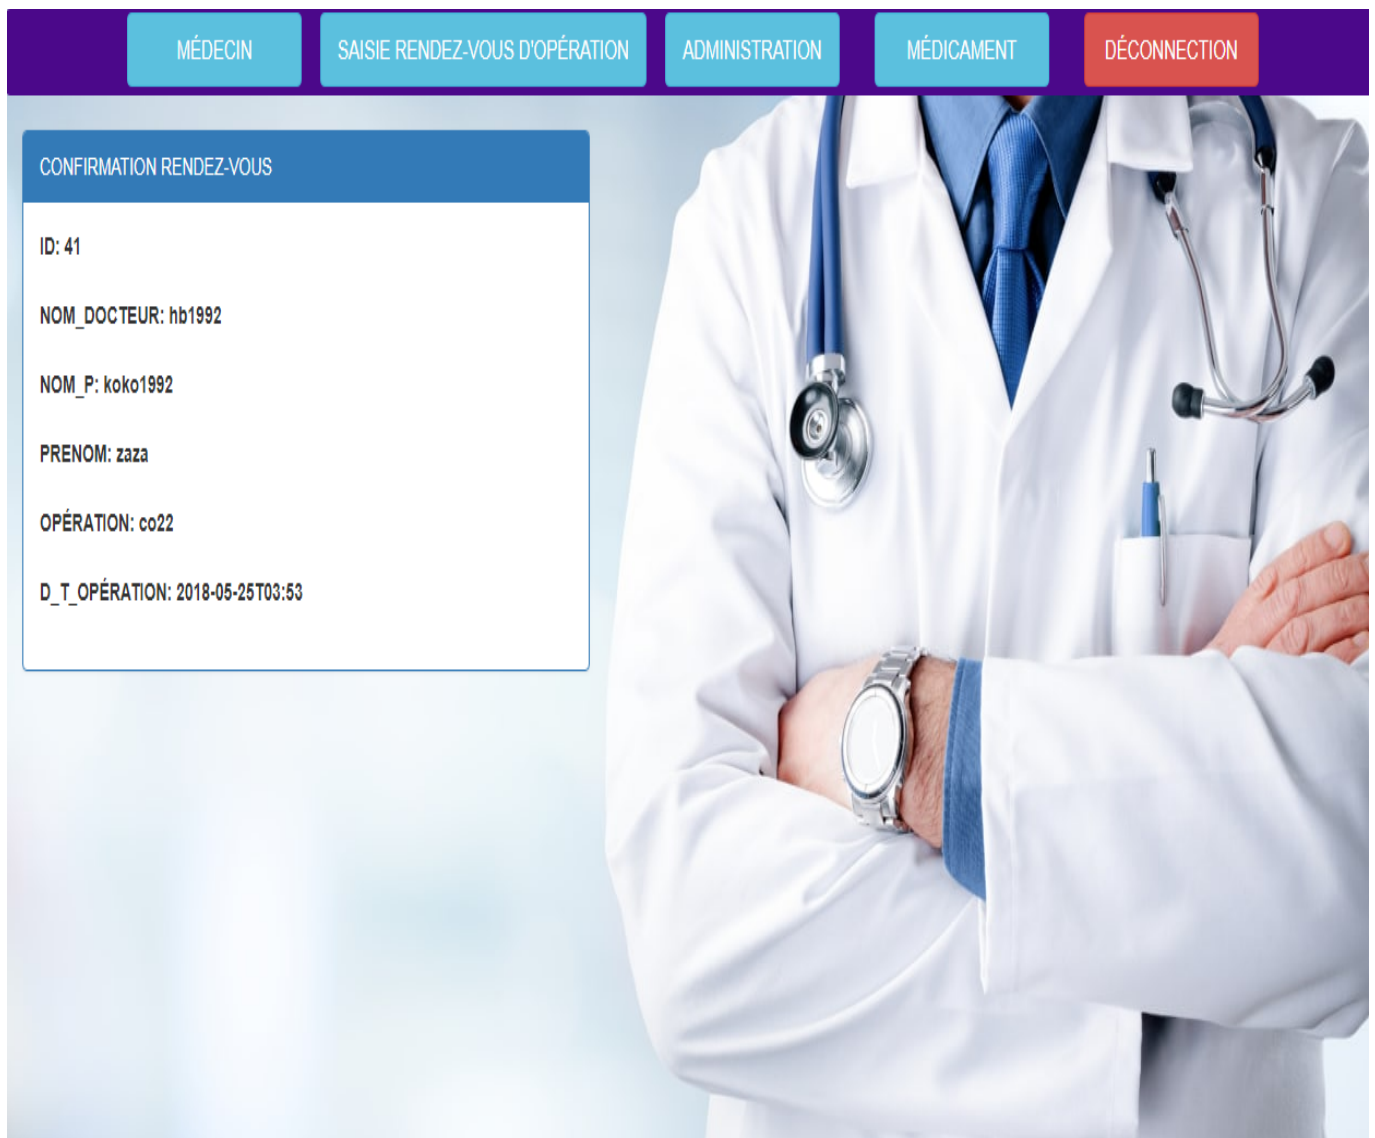 MÉDECIN
SAISIE RENDEZ-VOUS D'OPÉRATION
ADMINISTRATION
MÉDICAMENT
DÉCONNECTION
CONFIRMATION RENDEZ-VOUS
ID: 41
NOM_DOCTEUR: hb1992
NOM_P: koko1992
PRENOM: zaza
OPÉRATION: co22
D_T_OPÉRATION: 2018-05-25T03:53